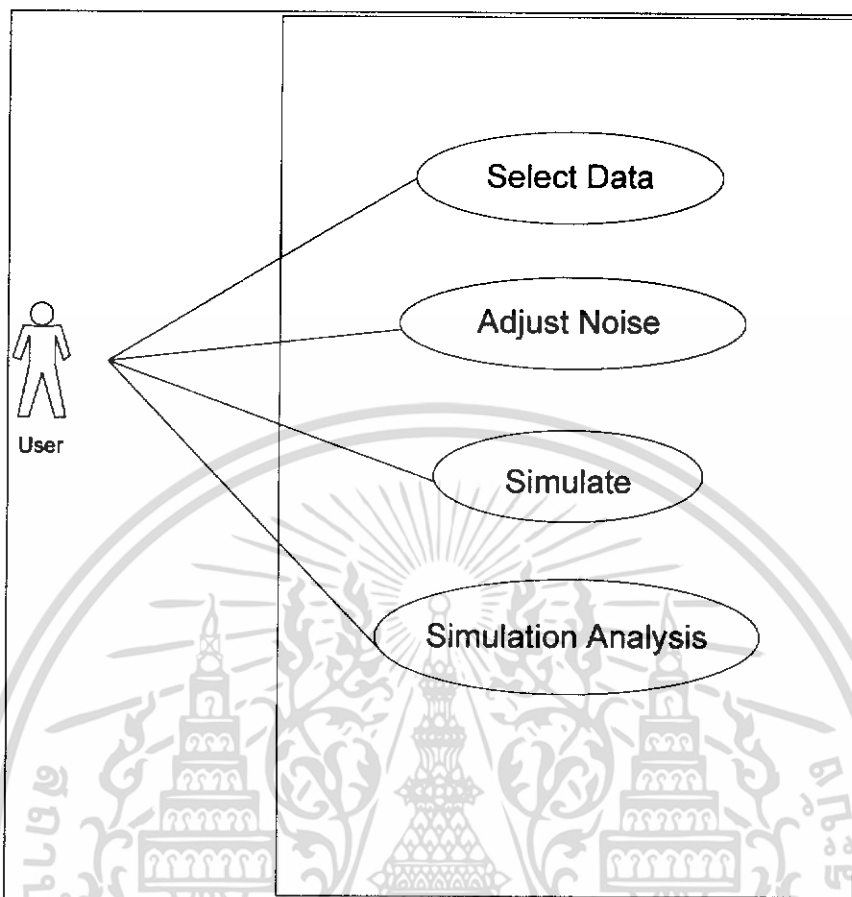 Select Data
Adjust Noise
User
Simulate
Simulation Analysis